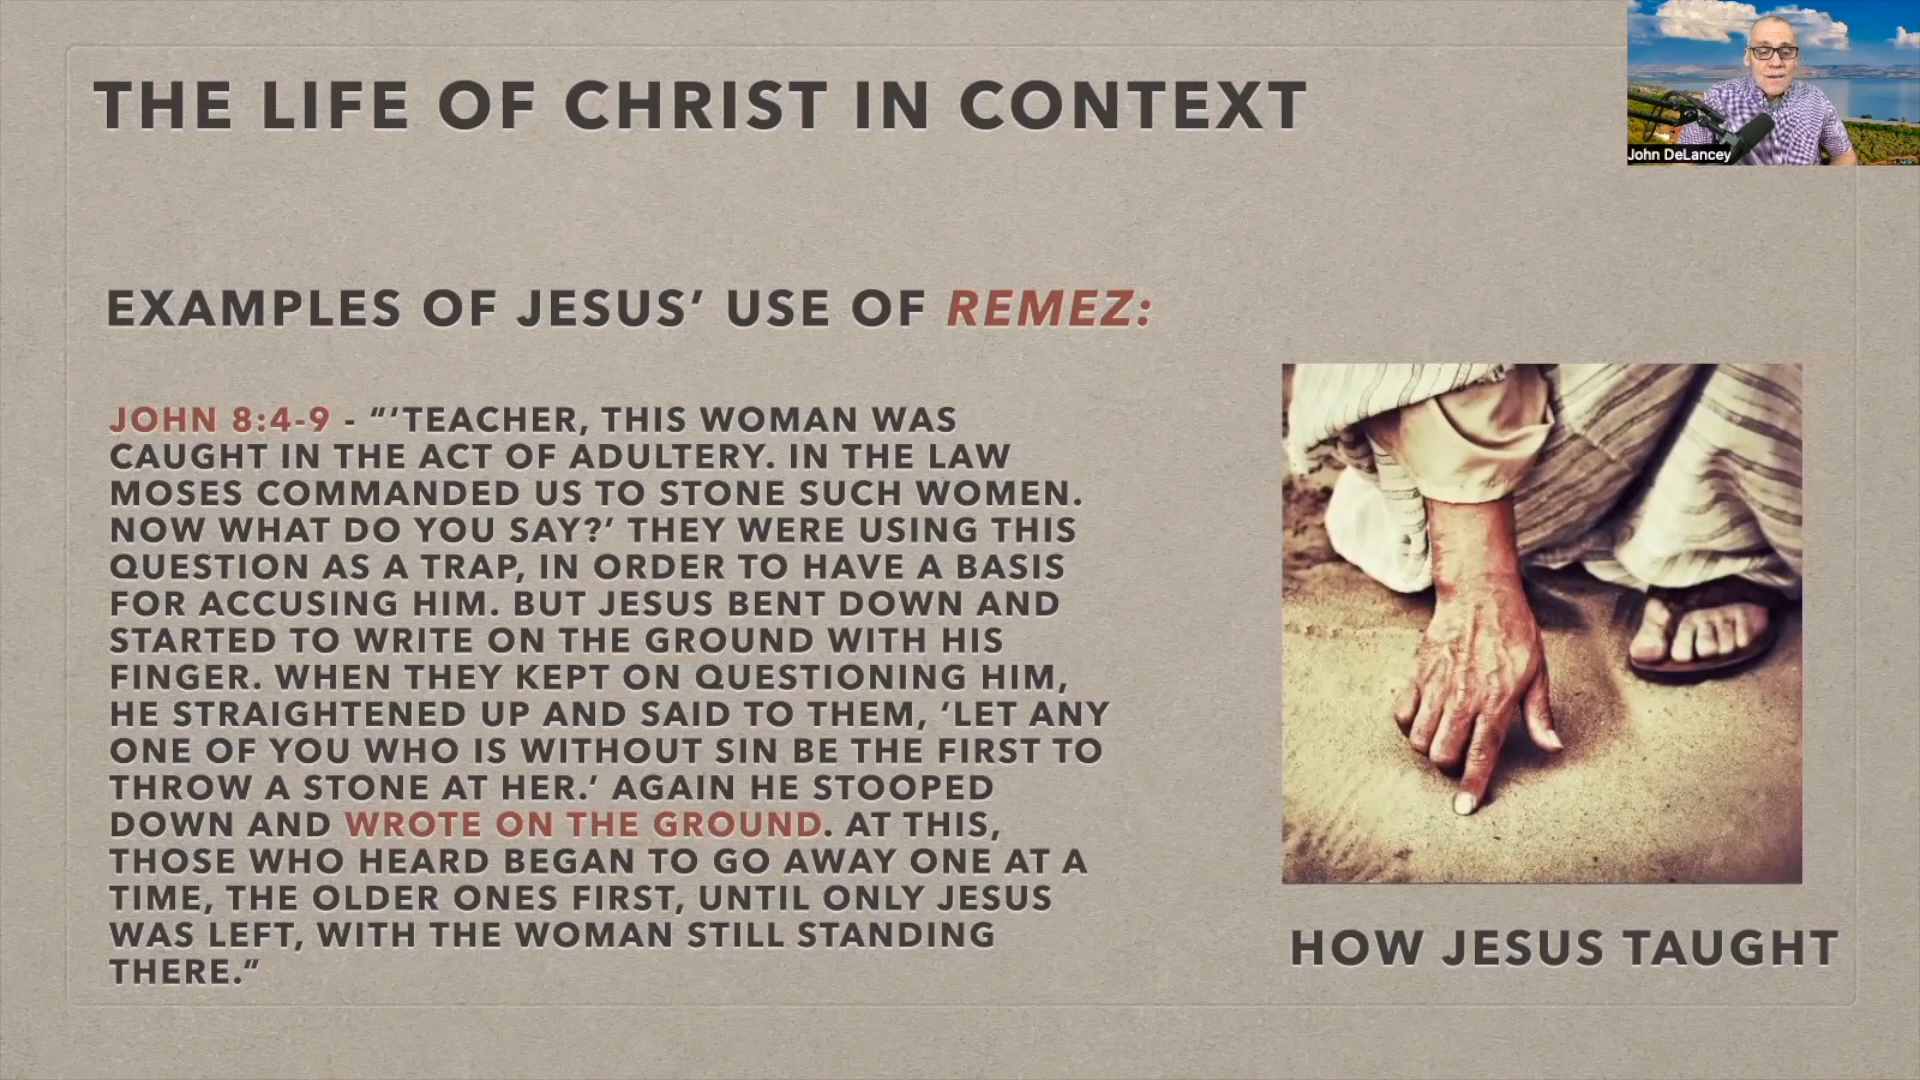 THE LIFE OF CHRIST IN CONTEXT
John DeLancey
EXAMPLES OF JESUS’ USE OF REMEZ:
JOHN 8:4-9 - “’TEACHER, THIS WOMAN WAS
CAUGHT IN THE ACT OF ADULTERY. IN THE LAW
MOSES COMMANDED US TO STONE SUCH WOMEN.
NOW WHAT DO YOU SAY?’ THEY WERE USING THIS
QUESTION AS A TRAP, IN ORDER TO HAVE A BASIS
FOR ACCUSING HIM. BUT JESUS BENT DOWN AND
STARTED TO WRITE ON THE GROUND WITH HIS
FINGER. WHEN THEY KEPT ON QUESTIONING HIM,
HE STRAIGHTENED UP AND SAID TO THEM, ‘LET ANY
ONE OF YOU WHO IS WITHOUT SIN BE THE FIRST TO
THROW A STONE AT HER.’ AGAIN HE STOOPED
DOWN AND WROTE ON THE GROUND. AT THIS,
THOSE WHO HEARD BEGAN TO GO AWAY ONE AT A
TIME, THE OLDER ONES FIRST, UNTIL ONLY JESUS
WAS LEFT, WITH THE WOMAN STILL STANDING
THERE.”
HOW JESUS TAUGHT